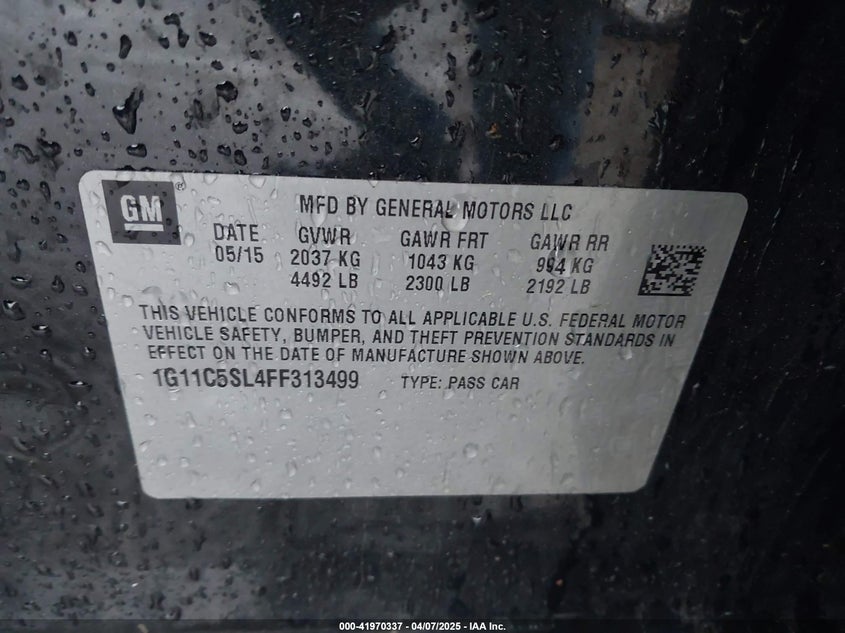 GM ®
MFD BY GENERAL MOTORS LLC
DATE GVWR GAWR FRT GAWR RR
05/15 2037 KG 1043 KG 994 KG
4492 LB 2300 LB 2192 LB
THIS VEHICLE CONFORMS TO ALL APPLICABLE U.S. FEDERAL MOTOR
VEHICLE SAFETY, BUMPER, AND THEFT PREVENTION STANDARDS IN
EFFECT ON THE DATE OF MANUFACTURE SHOWN ABOVE.
1G11C5SL4FF313499 TYPE: PASS CAR
000-41970337 - 04/07/2025 - IAA Inc.